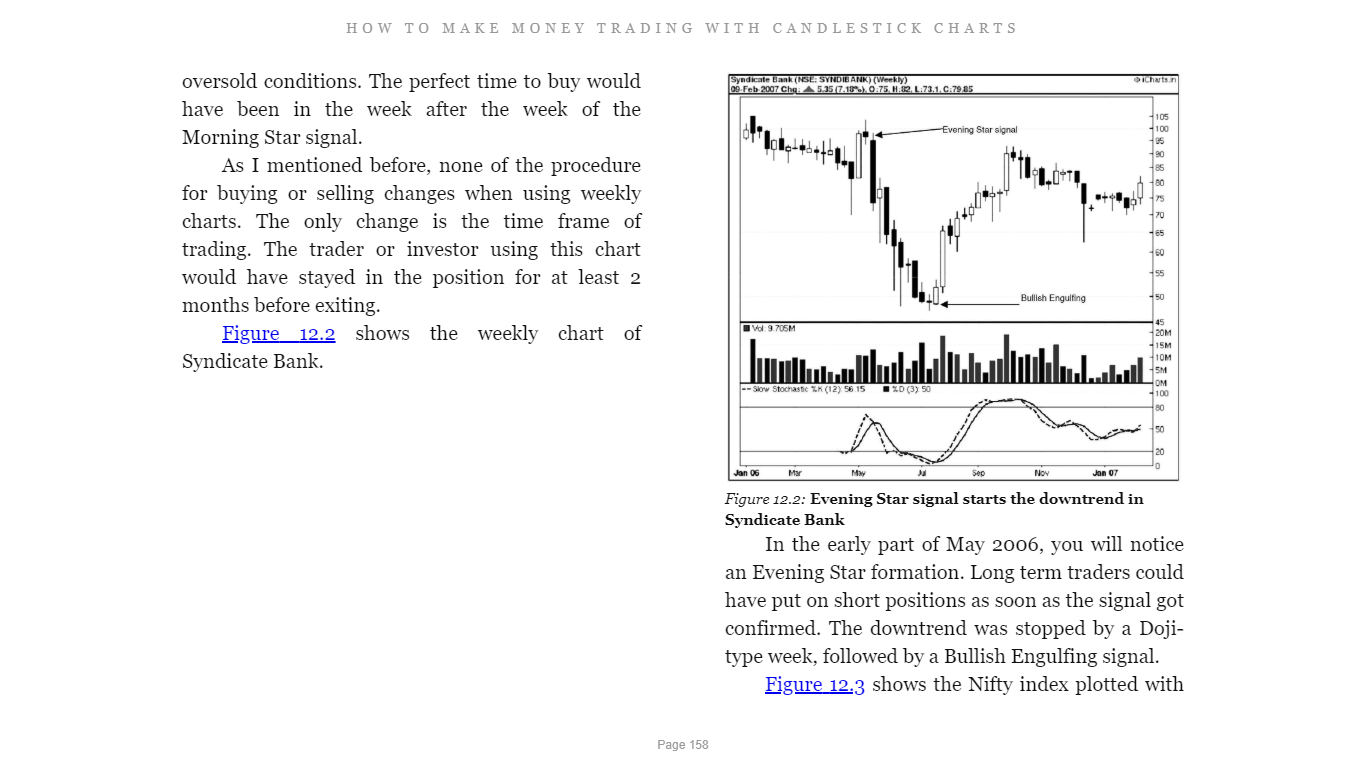 HOW TO MAKE MONEY TRADING WITH CANDLESTICK CHARTS
oversold conditions. The perfect time to buy would
have been in the week after the week of the
Morning Star signal.
As I mentioned before, none of the procedure
for buying or selling changes when using weekly
charts. The only change is the time frame of
trading. The trader or investor using this chart
would have stayed in the position for at least 2
months before exiting.
Figure 12.2 shows the weekly chart of
Syndicate Bank.
Syndicate Bank (NSE: SYNDIBANK) (Weekly)
© iCharts.in
09-Feb-2007 Chg: ▲ 5.35 (7.18%), O:75, H:82, L:73.1, C:79.85
Evening Star signal
Bullish Engulfing
105
100
95
90
85
80
75
70
65
60
55
50
45
Vol: 9.705M
20M
15M
10M
5M
0M
Slow Stochastic %K (12) 56.15 %D (3) 50
100
80
50
20
0
Jan 06 Mar May Jul Sep Nov Jan 07
Figure 12.2: Evening Star signal starts the downtrend in
Syndicate Bank
In the early part of May 2006, you will notice
an Evening Star formation. Long term traders could
have put on short positions as soon as the signal got
confirmed. The downtrend was stopped by a Doji-
type week, followed by a Bullish Engulfing signal.
Figure 12.3 shows the Nifty index plotted with
Page 158